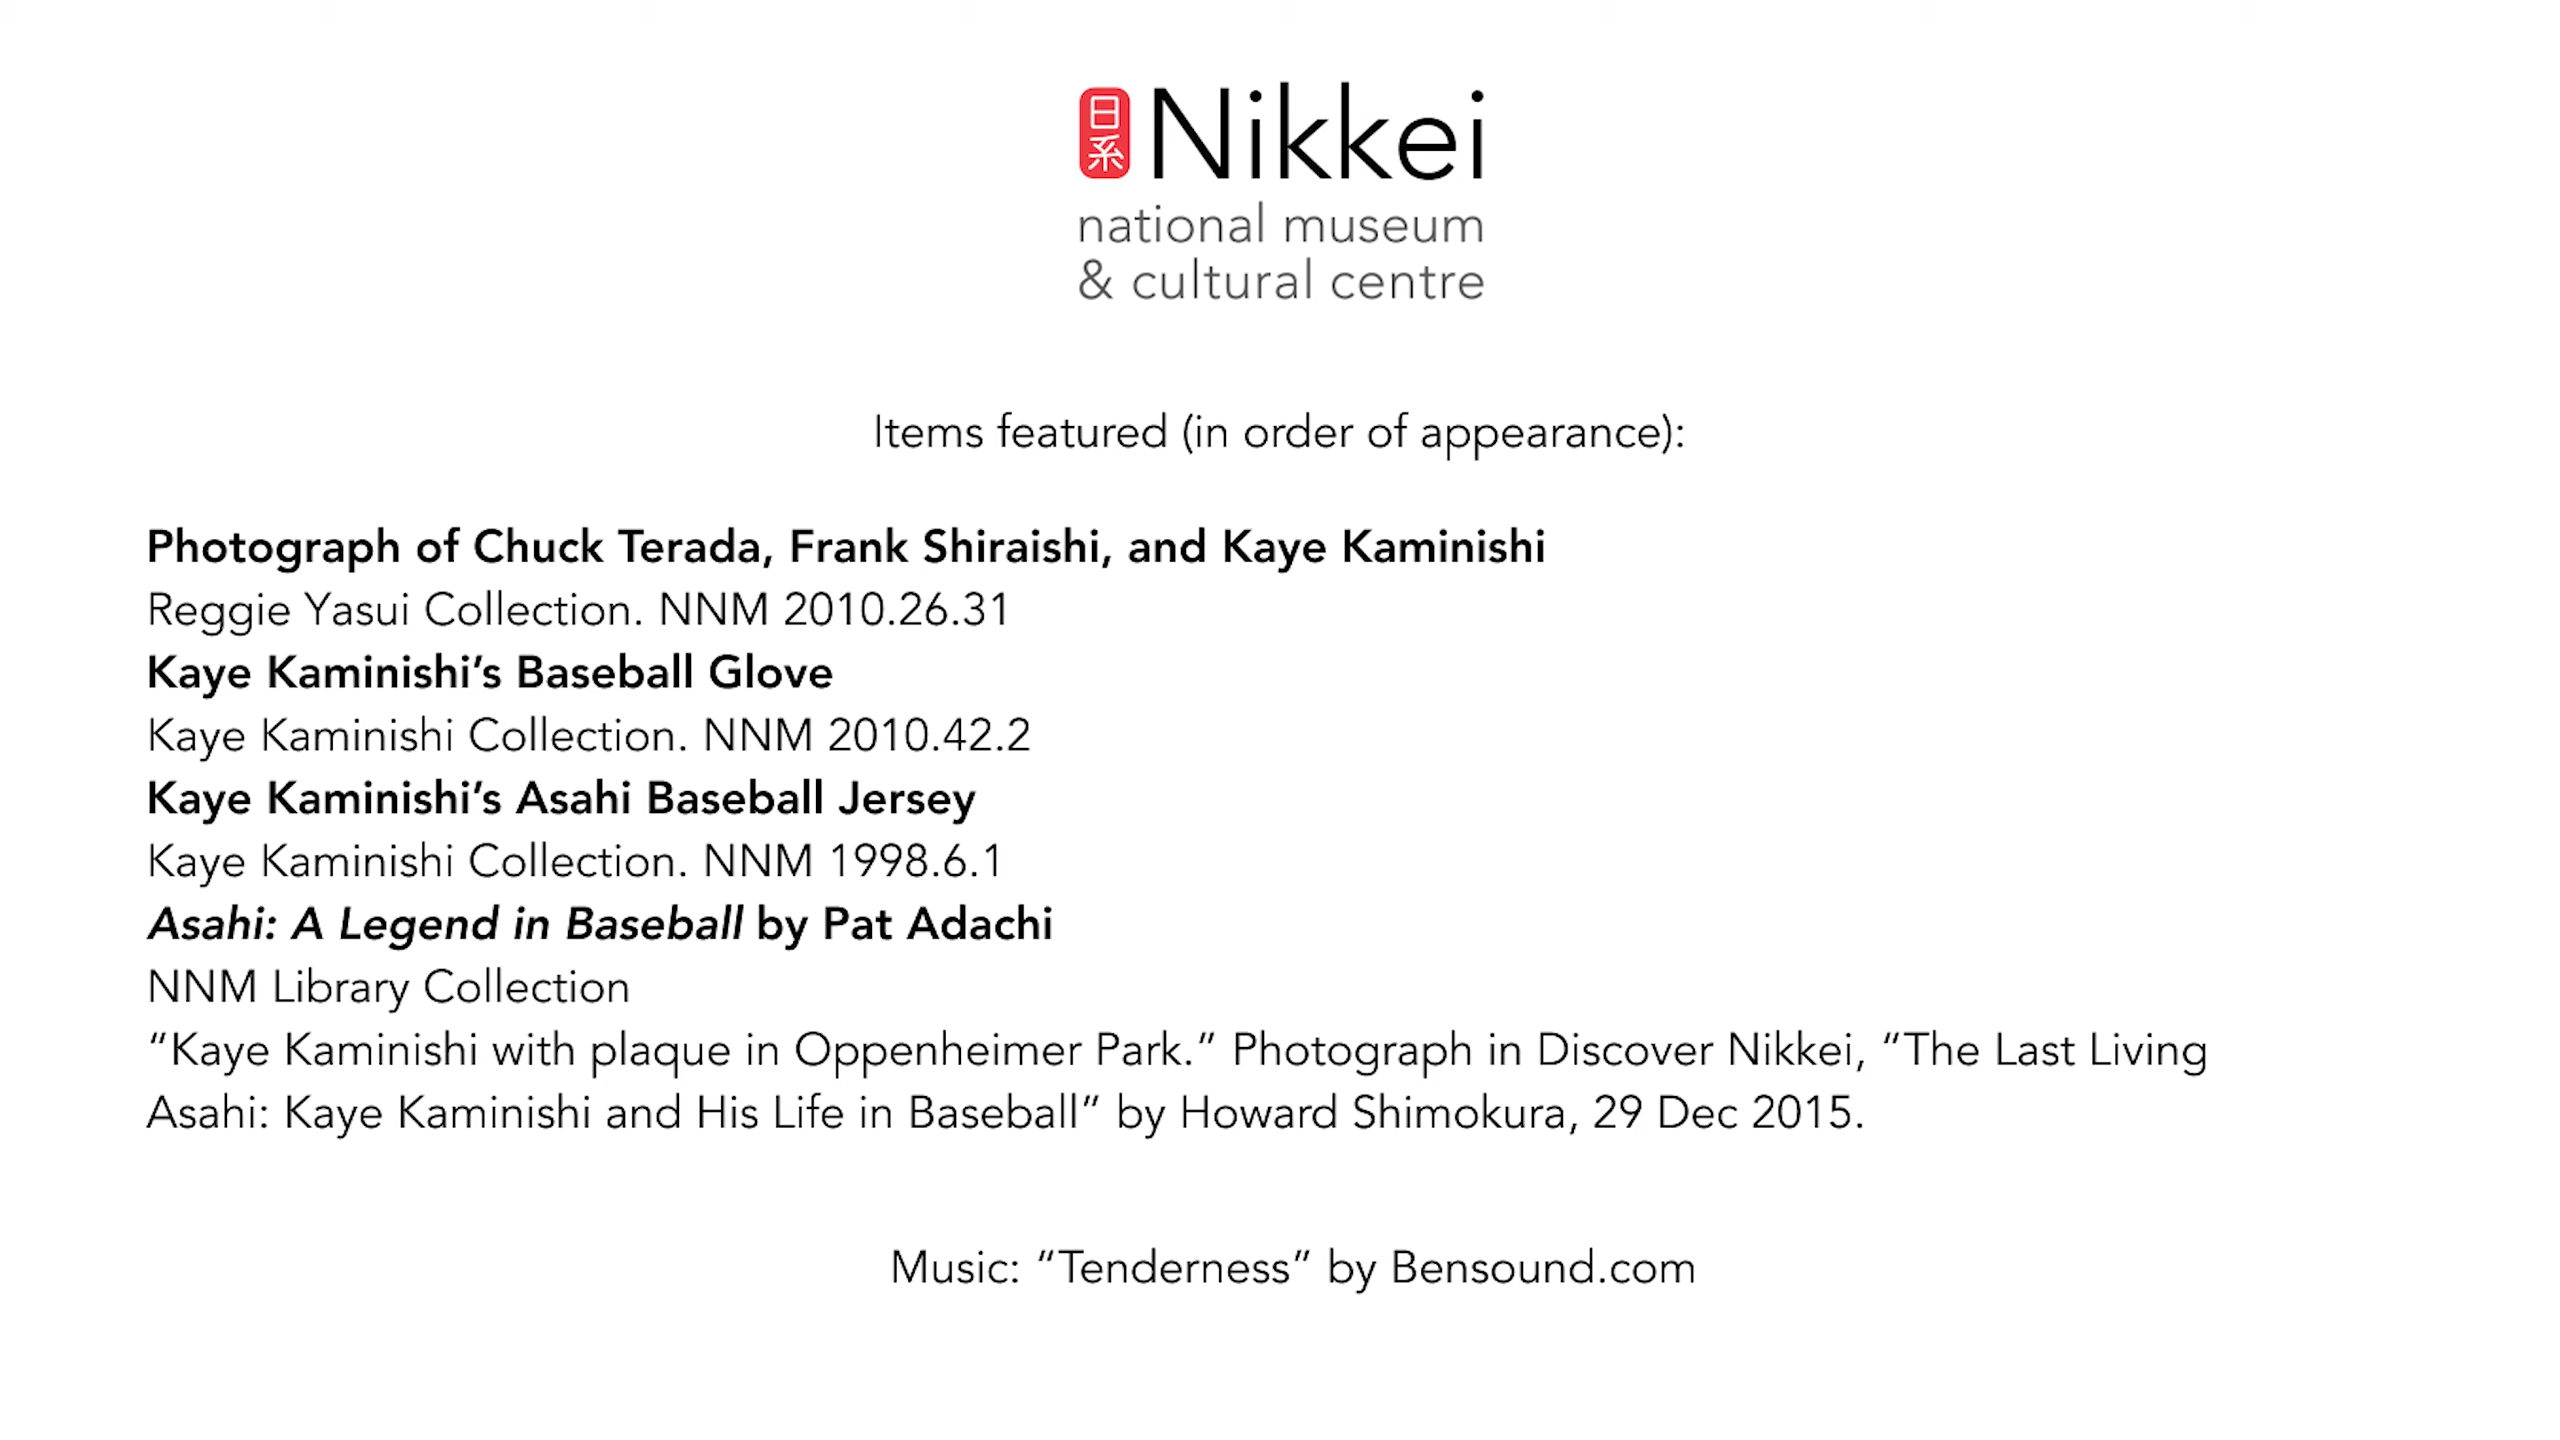 日系 Nikkei
national museum
& cultural centre
Items featured (in order of appearance):
Photograph of Chuck Terada, Frank Shiraishi, and Kaye Kaminishi
Reggie Yasui Collection. NNM 2010.26.31
Kaye Kaminishi’s Baseball Glove
Kaye Kaminishi Collection. NNM 2010.42.2
Kaye Kaminishi’s Asahi Baseball Jersey
Kaye Kaminishi Collection. NNM 1998.6.1
Asahi: A Legend in Baseball by Pat Adachi
NNM Library Collection
“Kaye Kaminishi with plaque in Oppenheimer Park.” Photograph in Discover Nikkei, “The Last Living
Asahi: Kaye Kaminishi and His Life in Baseball” by Howard Shimokura, 29 Dec 2015.
Music: “Tenderness” by Bensound.com